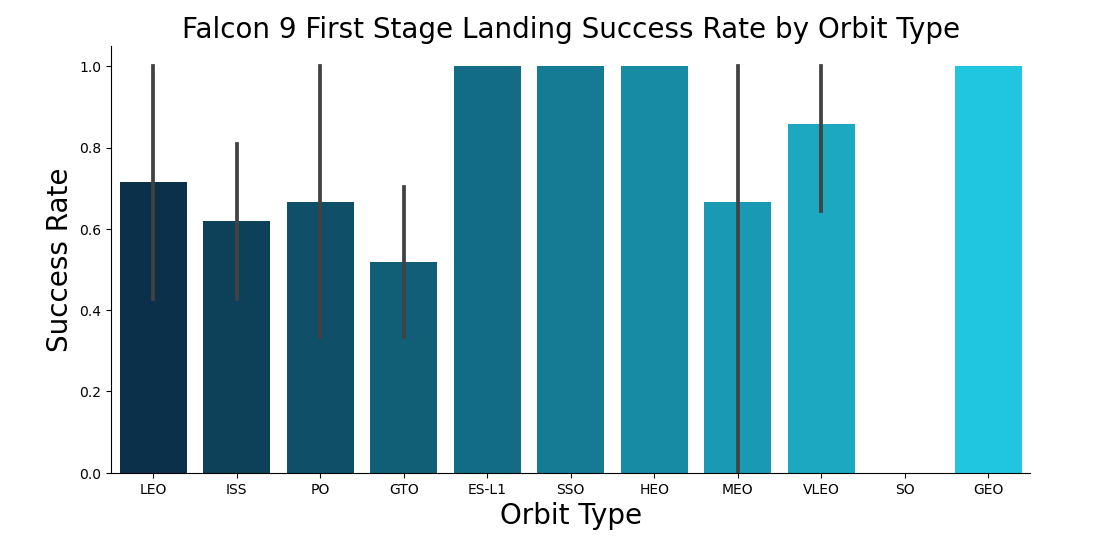 Falcon 9 First Stage Landing Success Rate by Orbit Type
Success Rate
1.0
0.8
0.6
0.4
0.2
0.0
LEO ISS PO GTO ES-L1 SSO HEO MEO VLEO SO GEO
Orbit Type